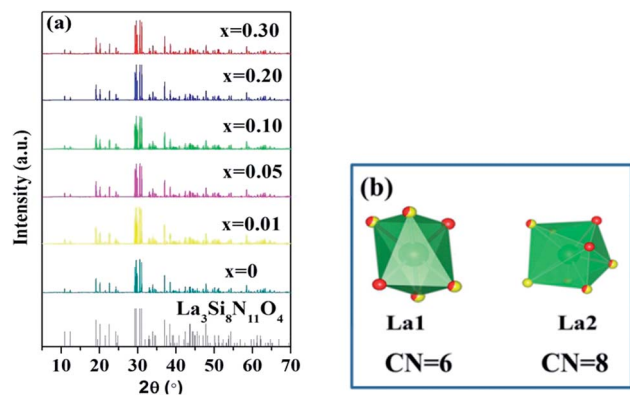 (a)
x=0.30
x=0.20
x=0.10
x=0.05
x=0.01
x=0
La₃Si₈N₁₁O₄
Intensity (a.u.)
5 10 20 30 40 50 60 70
2θ (°)
(b)
La1 La2
CN=6 CN=8